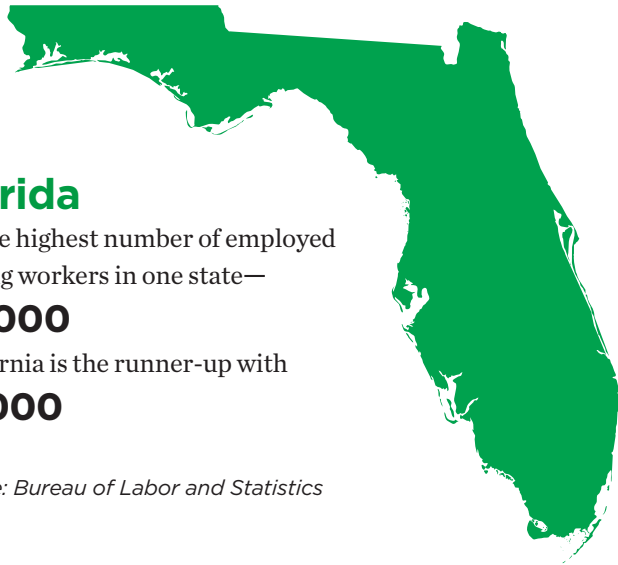 rida
e highest number of employed
g workers in one state—
000
rnia is the runner-up with
000
: Bureau of Labor and Statistics